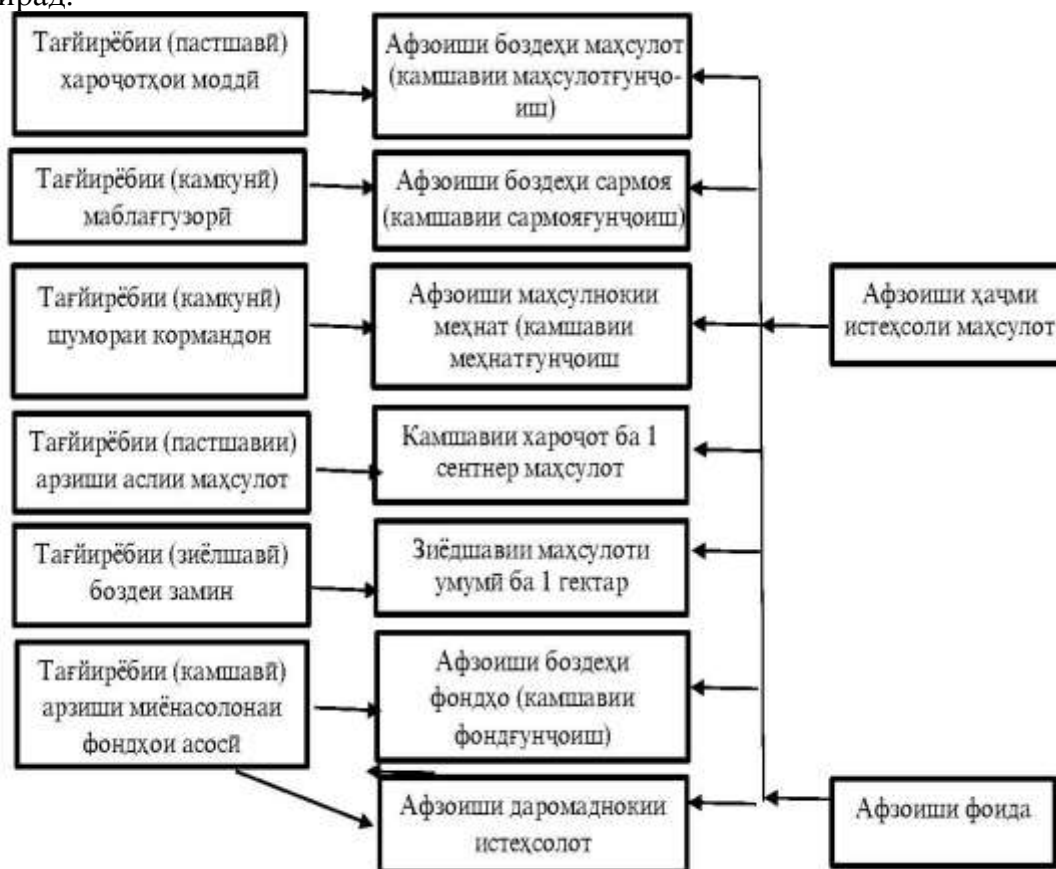 ирад.
Тағйирёбии (пастшавӣ)
хароҷотҳои моддӣ
Афзоиши боздеҳи маҳсулот
(камшавии маҳсулотғунҷо-
иш)
Тағйирёбии (камкунӣ)
маблағгузорӣ
Афзоиши боздеҳи сармоя
(камшавии сармояғунҷоиш)
Тағйирёбии (камкунӣ)
шумораи кормандон
Афзоиши маҳсулнокии
меҳнат (камшавии
меҳнатғунҷоиш
Афзоиши ҳаҷми
истеҳсоли маҳсулот
Тағйирёбии (пастшавии)
арзиши аслии маҳсулот
Камшавии хароҷот ба 1
сентнер маҳсулот
Тағйирёбии (зиёлшавӣ)
боздеи замин
Зиёдшавии маҳсулоти
умумӣ ба 1 гектар
Тағйирёбии (камшавӣ)
арзиши миёнасолонаи
фондҳои асосӣ
Афзоиши боздеҳи
фондҳо (камшавии
фондғунҷоиш)
Афзоиши даромаднокии
истеҳсолот
Афзоиши фоида